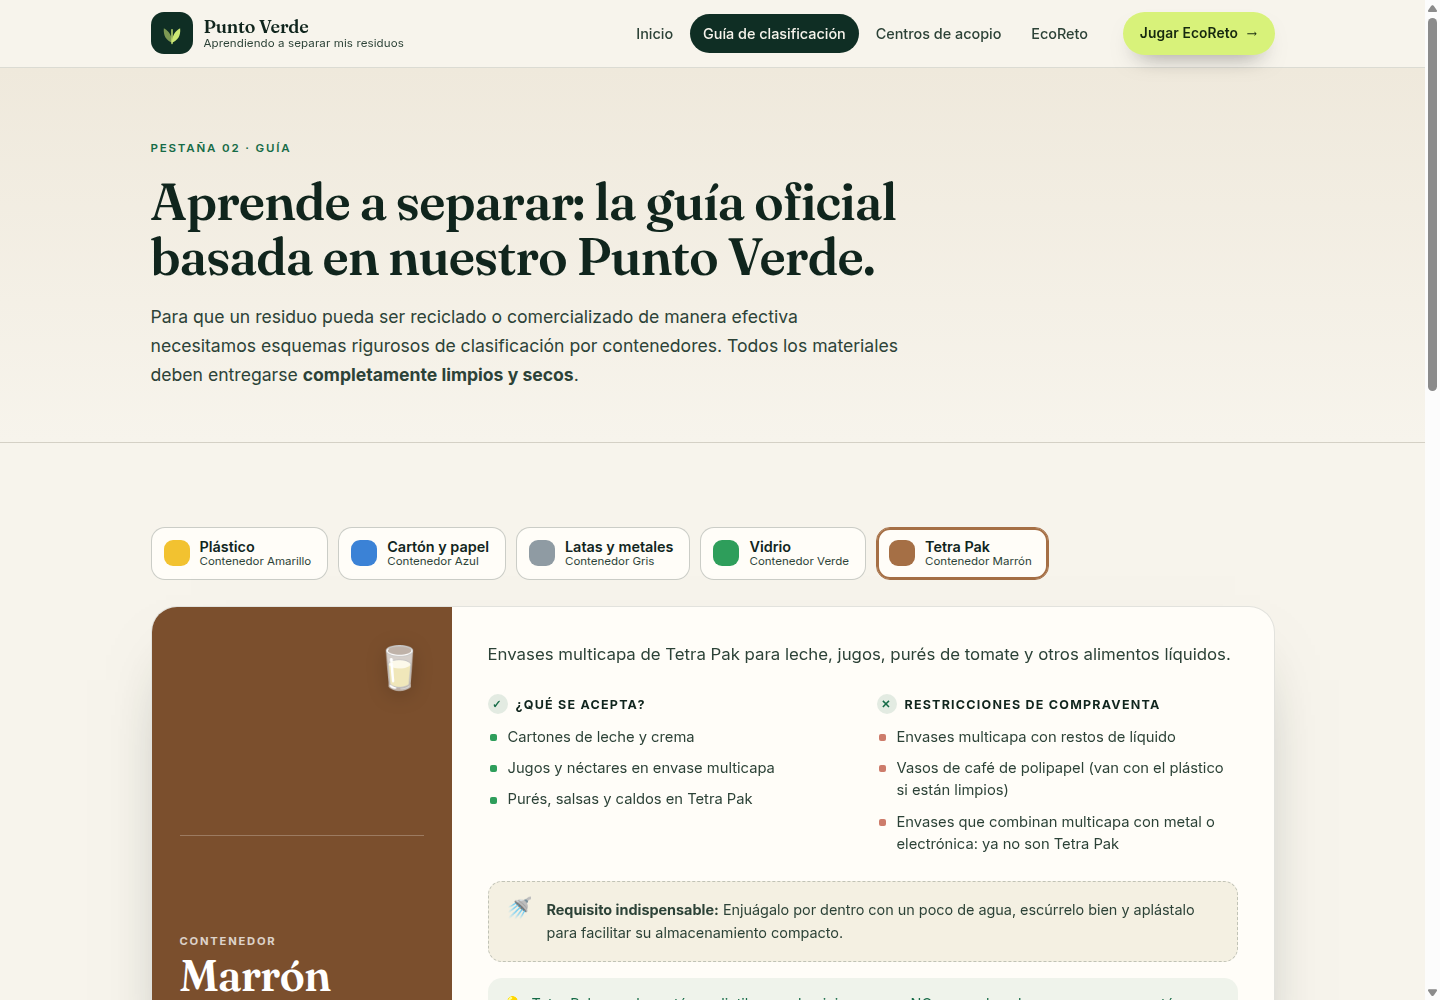 Punto Verde
Aprendiendo a separar mis residuos
Inicio
Guía de clasificación
Centros de acopio
EcoReto
Jugar EcoReto →
PESTAÑA 02 · GUÍA
Aprende a separar: la guía oficial
basada en nuestro Punto Verde.
Para que un residuo pueda ser reciclado o comercializado de manera efectiva
necesitamos esquemas rigurosos de clasificación por contenedores. Todos los materiales
deben entregarse completamente limpios y secos.
Plástico
Contenedor Amarillo
Cartón y papel
Contenedor Azul
Latas y metales
Contenedor Gris
Vidrio
Contenedor Verde
Tetra Pak
Contenedor Marrón
CONTENEDOR
Marrón
Envases multicapa de Tetra Pak para leche, jugos, purés de tomate y otros alimentos líquidos.
✓ ¿QUÉ SE ACEPTA?
Cartones de leche y crema
Jugos y néctares en envase multicapa
Purés, salsas y caldos en Tetra Pak
✕ RESTRICCIONES DE COMPRAVENTA
Envases multicapa con restos de líquido
Vasos de café de polipapel (van con el plástico
si están limpios)
Envases que combinan multicapa con metal o
electrónica: ya no son Tetra Pak
Requisito indispensable: Enjuágalo por dentro con un poco de agua, escúrrelo bien y aplástalo
para facilitar su almacenamiento compacto.